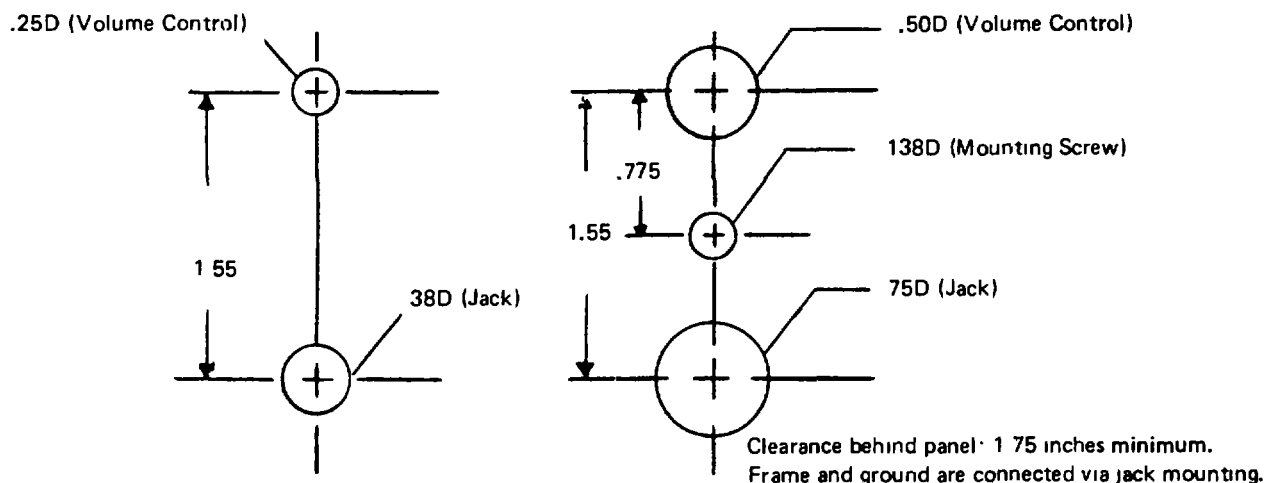 .25D (Volume Control)
1 55
38D (Jack)
.50D (Volume Control)
.775
138D (Mounting Screw)
1.55
75D (Jack)
Clearance behind panel· 1 75 inches minimum.
Frame and ground are connected via jack mounting.